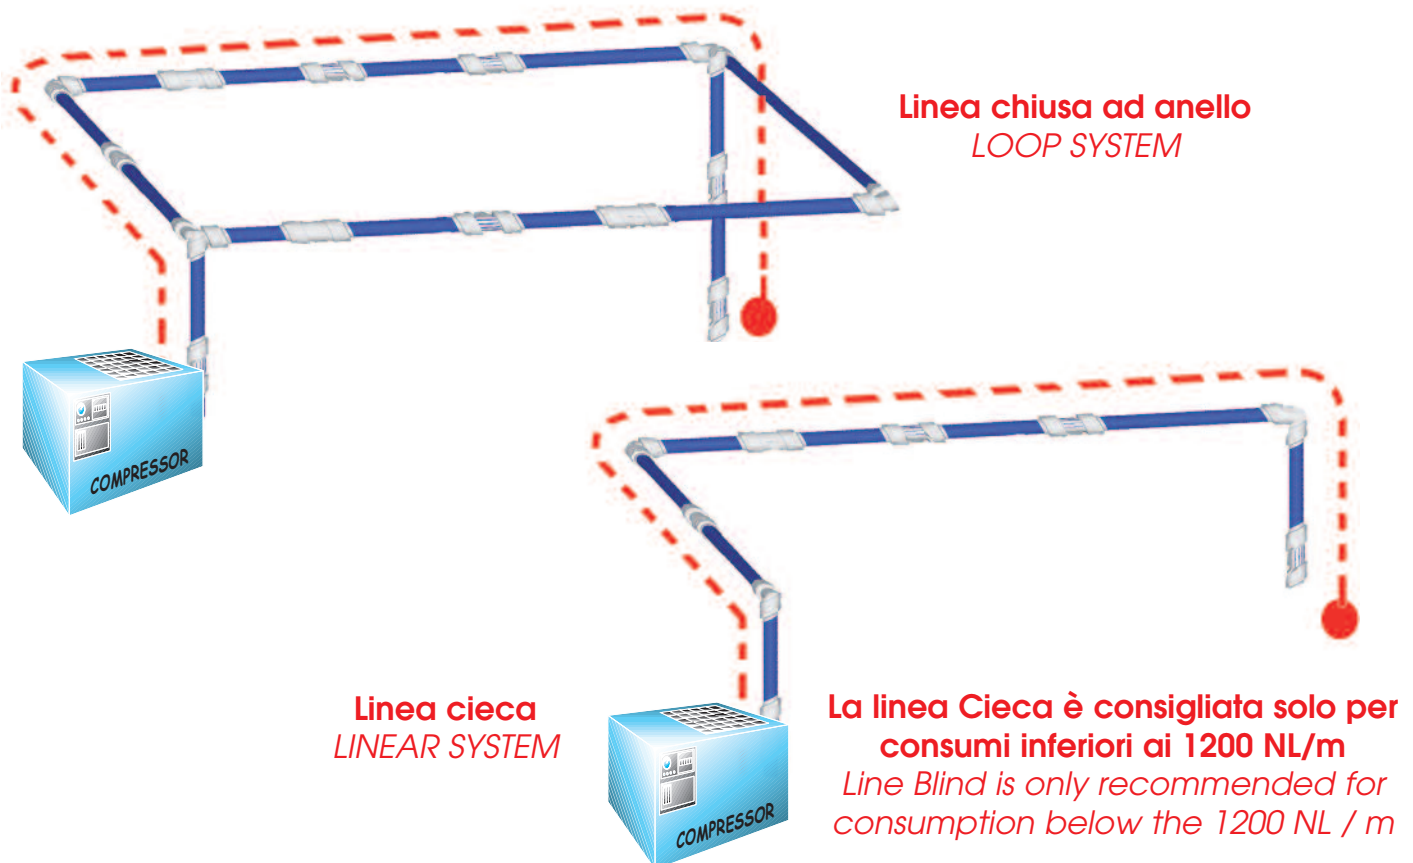 Linea chiusa ad anello
LOOP SYSTEM
COMPRESSOR
Linea cieca
LINEAR SYSTEM
COMPRESSOR
La linea Cieca è consigliata solo per
consumi inferiori ai 1200 NL/m
Line Blind is only recommended for
consumption below the 1200 NL / m